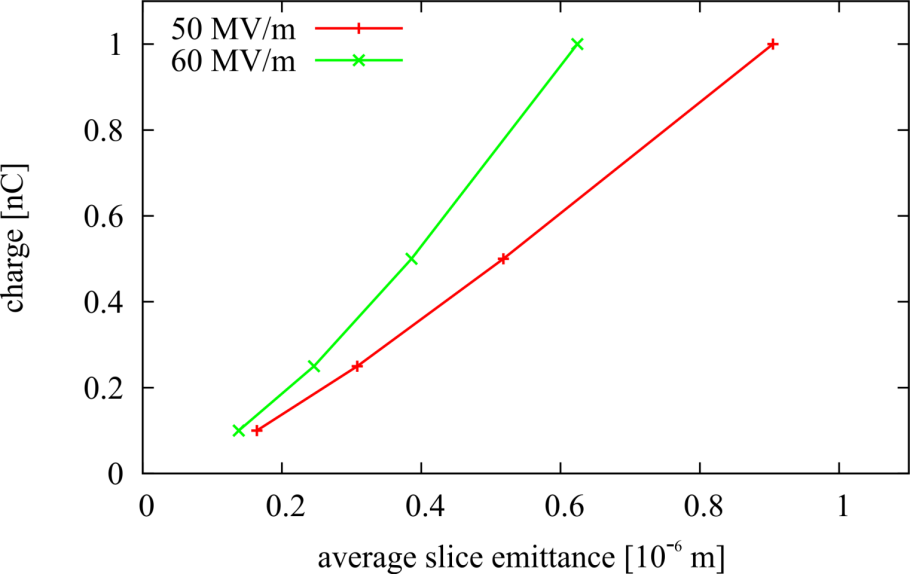 50 MV/m
60 MV/m
1
0.8
0.6
0.4
0.2
0
charge [nC]
0 0.2 0.4 0.6 0.8 1
average slice emittance [10⁻⁶ m]